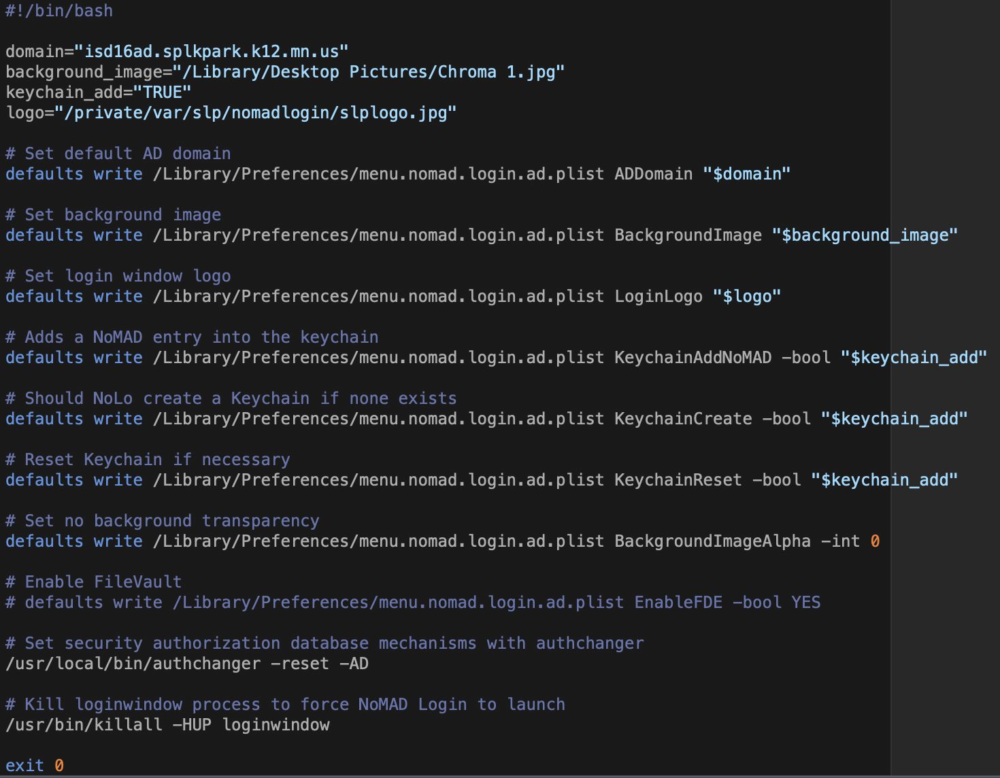 #!/bin/bash
domain="isd16ad.splkpark.k12.mn.us"
background_image="/Library/Desktop Pictures/Chroma 1.jpg"
keychain_add="TRUE"
logo="/private/var/slp/nomadlogin/slplogo.jpg"
# Set default AD domain
defaults write /Library/Preferences/menu.nomad.login.ad.plist ADDomain "$domain"
# Set background image
defaults write /Library/Preferences/menu.nomad.login.ad.plist BackgroundImage "$background_image"
# Set login window logo
defaults write /Library/Preferences/menu.nomad.login.ad.plist LoginLogo "$logo"
# Adds a NoMAD entry into the keychain
defaults write /Library/Preferences/menu.nomad.login.ad.plist KeychainAddNoMAD -bool "$keychain_add"
# Should NoLo create a Keychain if none exists
defaults write /Library/Preferences/menu.nomad.login.ad.plist KeychainCreate -bool "$keychain_add"
# Reset Keychain if necessary
defaults write /Library/Preferences/menu.nomad.login.ad.plist KeychainReset -bool "$keychain_add"
# Set no background transparency
defaults write /Library/Preferences/menu.nomad.login.ad.plist BackgroundImageAlpha -int 0
# Enable FileVault
# defaults write /Library/Preferences/menu.nomad.login.ad.plist EnableFDE -bool YES
# Set security authorization database mechanisms with authchanger
/usr/local/bin/authchanger -reset -AD
# Kill loginwindow process to force NoMAD Login to launch
/usr/bin/killall -HUP loginwindow
exit 0